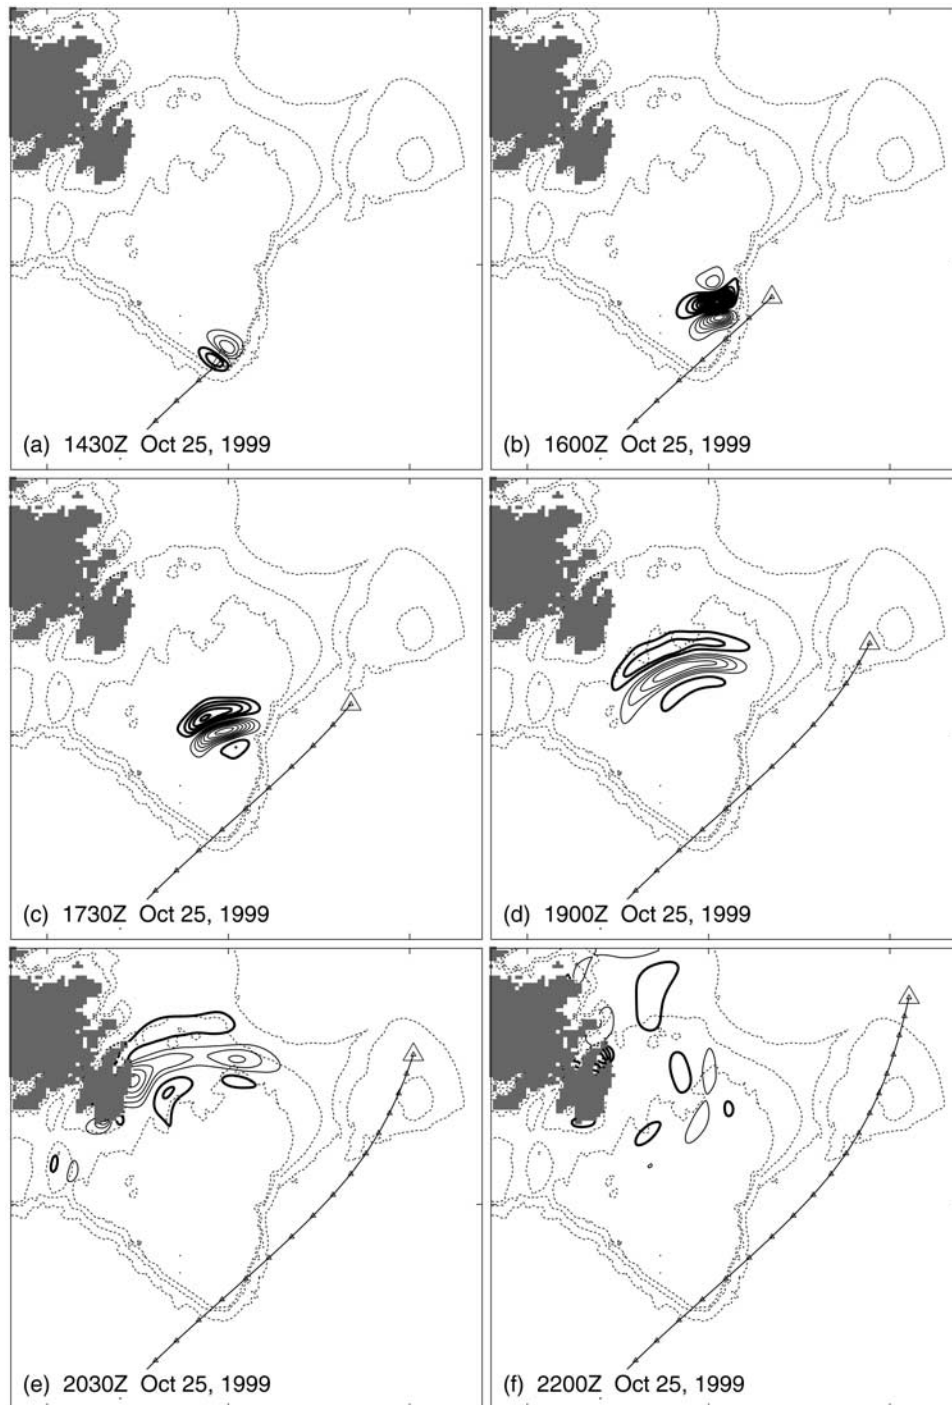 (a) 1430Z Oct 25, 1999
(b) 1600Z Oct 25, 1999
(c) 1730Z Oct 25, 1999
(d) 1900Z Oct 25, 1999
(e) 2030Z Oct 25, 1999
(f) 2200Z Oct 25, 1999